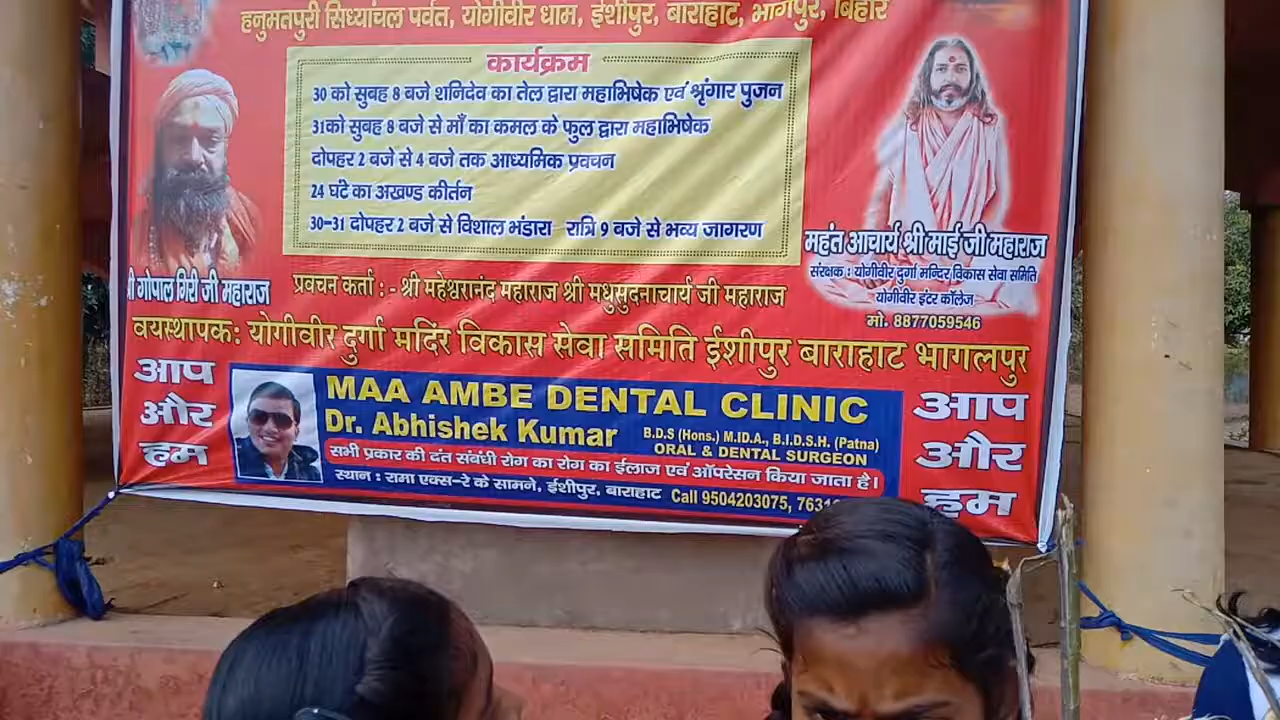 हनुमतपुरी सिध्यांचल पर्वत, योगीवीर धाम, ईशीपुर, बाराहाट, भागपुर, बिहार
कार्यक्रम
30 को सुबह 8 बजे शनिदेव का तेल द्वारा महाभिषेक एवं श्रृंगार पुजन
31को सुबह 8 बजे से माँ का कमल के फुल द्वारा महाभिषेक
दोपहर 2 बजे से 4 बजे तक आध्यमिक प्रवचन
24 घंटे का अखण्ड कीर्तन
30-31 दोपहर 2 बजे से विशाल भंडारा रात्रि 9 बजे से भव्य जागरण
महंत आचार्य श्री माई जी महाराज
संरक्षक : योगीवीर दुर्गा मन्दिर विकास सेवा समिति
योगीवीर इंटर कॉलेज
मो. 8877059546
गोपाल गिरी जी महाराज
प्रवचन कर्ता : - श्री महेश्वरानंद महाराज श्री मधुसुदनाचार्य जी महाराज
वयस्थापक: योगीवीर दुर्गा मदिंर विकास सेवा समिति ईशीपुर बाराहाट भागलपुर
आप
और
हम
MAA AMBE DENTAL CLINIC
Dr. Abhishek Kumar B.D.S (Hons.) M.ID.A., B.I.D.S.H. (Patna)
ORAL & DENTAL SURGEON
सभी प्रकार की दंत संबंधी रोग का रोग का ईलाज एवं ऑपरेसन किया जाता है।
स्थान : रामा एक्स-रे के सामने, ईशीपुर, बाराहाट Call 9504203075,
आप
और
हम